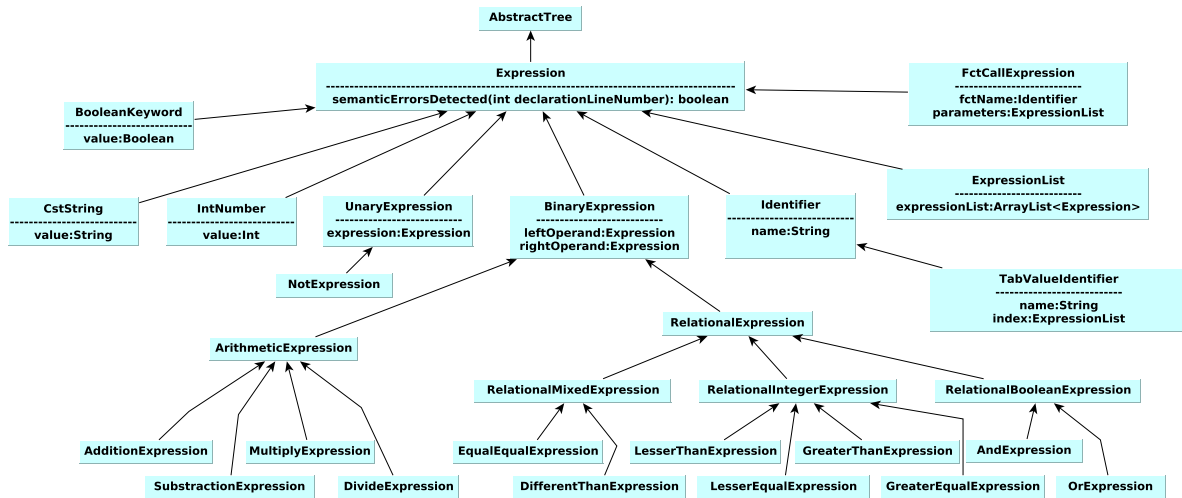 AbstractTree
Expression
semanticErrorsDetected(int declarationLineNumber): boolean
FctCallExpression
fctName:Identifier
parameters:ExpressionList
BooleanKeyword
value:Boolean
ExpressionList
expressionList:ArrayList<Expression>
CstString
value:String
IntNumber
value:Int
UnaryExpression
expression:Expression
BinaryExpression
leftOperand:Expression
rightOperand:Expression
Identifier
name:String
NotExpression
TabValueIdentifier
name:String
index:ExpressionList
RelationalExpression
ArithmeticExpression
RelationalMixedExpression
RelationalIntegerExpression
RelationalBooleanExpression
AdditionExpression
MultiplyExpression
EqualEqualExpression
LesserThanExpression
GreaterThanExpression
AndExpression
SubstractionExpression
DivideExpression
DifferentThanExpression
LesserEqualExpression
GreaterEqualExpression
OrExpression